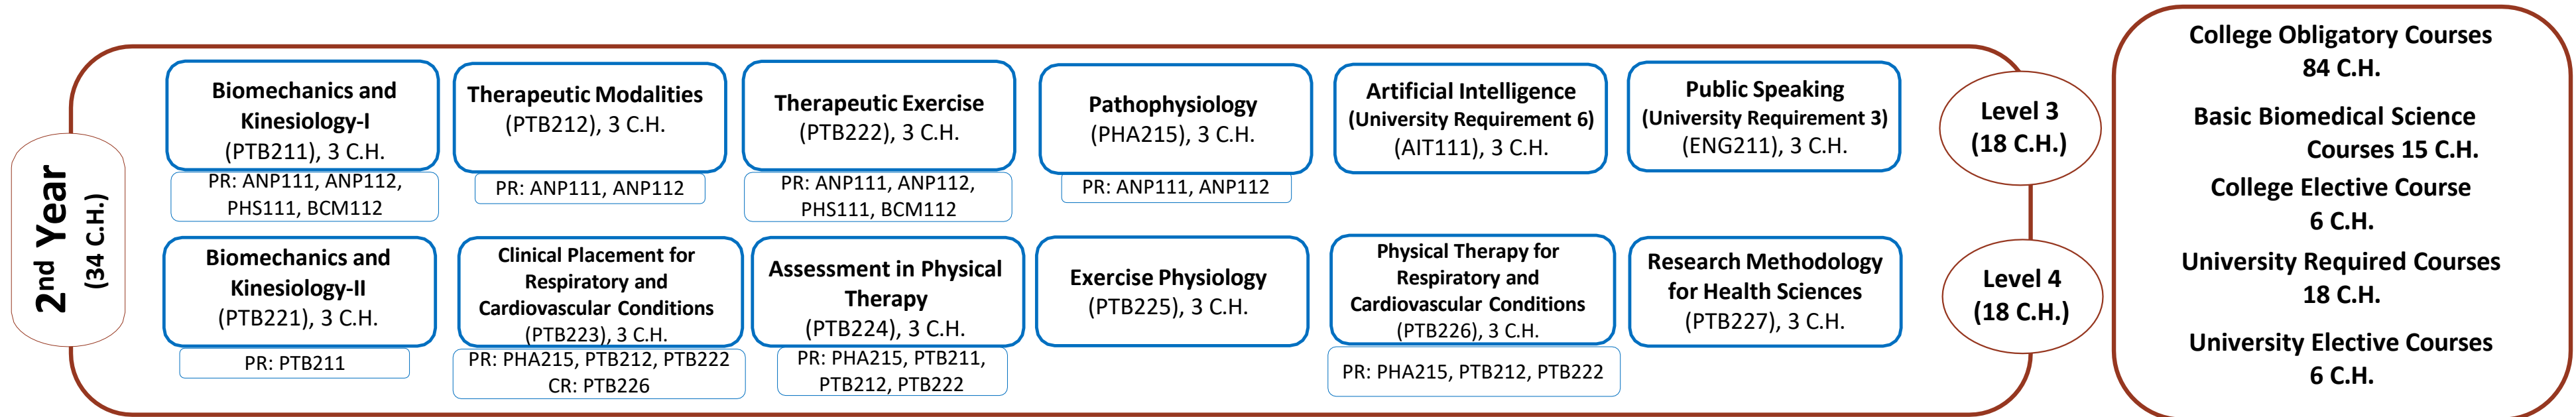 2nd Year
(34 C.H.)
Biomechanics and
Kinesiology-I
(PTB211), 3 C.H.
PR: ANP111, ANP112,
PHS111, BCM112
Therapeutic Modalities
(PTB212), 3 C.H.
PR: ANP111, ANP112
Therapeutic Exercise
(PTB222), 3 C.H.
PR: ANP111, ANP112,
PHS111, BCM112
Pathophysiology
(PHA215), 3 C.H.
PR: ANP111, ANP112
Artificial Intelligence
(University Requirement 6)
(AIT111), 3 C.H.
Public Speaking
(University Requirement 3)
(ENG211), 3 C.H.
Level 3
(18 C.H.)
Biomechanics and
Kinesiology-II
(PTB221), 3 C.H.
PR: PTB211
Clinical Placement for
Respiratory and
Cardiovascular Conditions
(PTB223), 3 C.H.
PR: PHA215, PTB212, PTB222
CR: PTB226
Assessment in Physical
Therapy
(PTB224), 3 C.H.
PR: PHA215, PTB211,
PTB212, PTB222
Exercise Physiology
(PTB225), 3 C.H.
Physical Therapy for
Respiratory and
Cardiovascular Conditions
(PTB226), 3 C.H.
PR: PHA215, PTB212, PTB222
Research Methodology
for Health Sciences
(PTB227), 3 C.H.
Level 4
(18 C.H.)
College Obligatory Courses
84 C.H.
Basic Biomedical Science
Courses 15 C.H.
College Elective Course
6 C.H.
University Required Courses
18 C.H.
University Elective Courses
6 C.H.